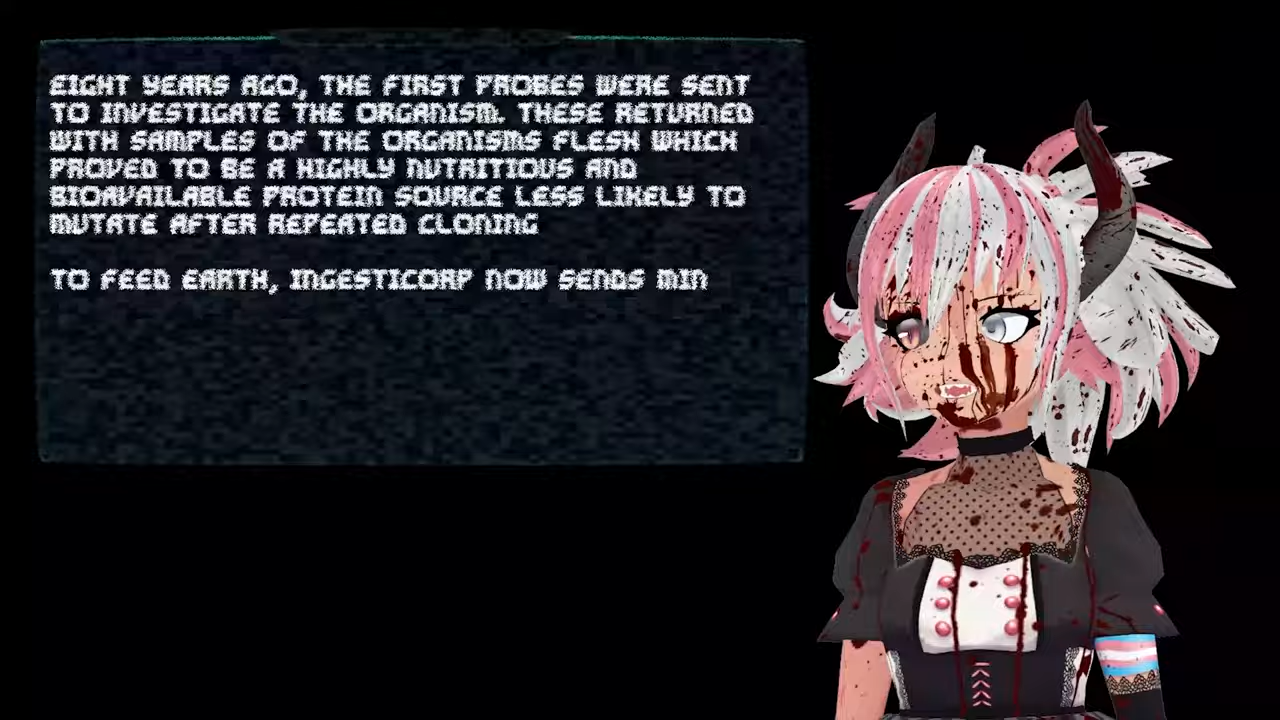 EIGHT YEARS AGO, THE FIRST PROBES WERE SENT
TO INVESTIGATE THE ORGANISM. THESE RETURNED
WITH SAMPLES OF THE ORGANISMS FLESH WHICH
PROVED TO BE A HIGHLY NUTRITIOUS AND
BIOAVAILABLE PROTEIN SOURCE LESS LIKELY TO
MUTATE AFTER REPEATED CLONING
TO FEED EARTH, INGESTICORP NOW SENDS MIN